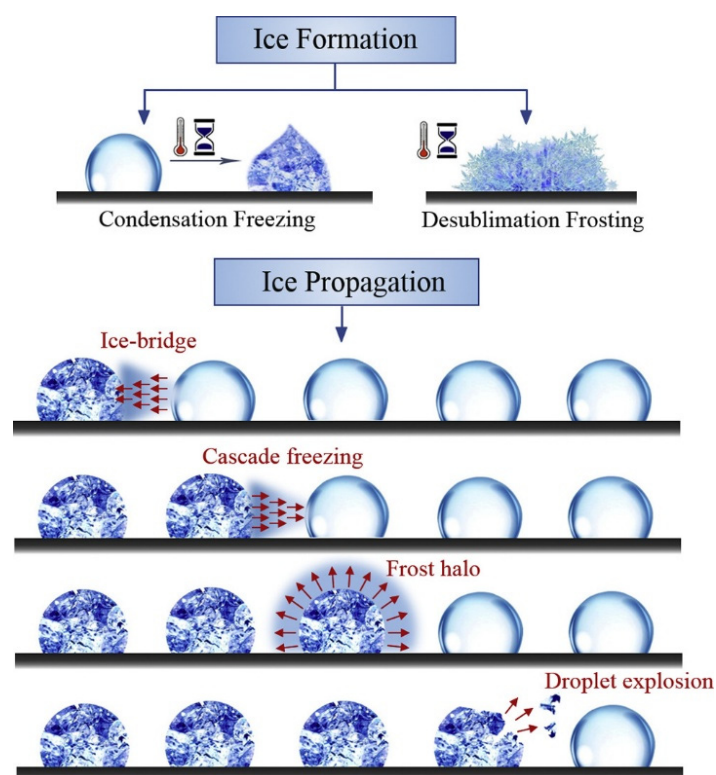 Ice Formation
Condensation Freezing
Desublimation Frosting
Ice Propagation
Ice-bridge
Cascade freezing
Frost halo
Droplet explosion